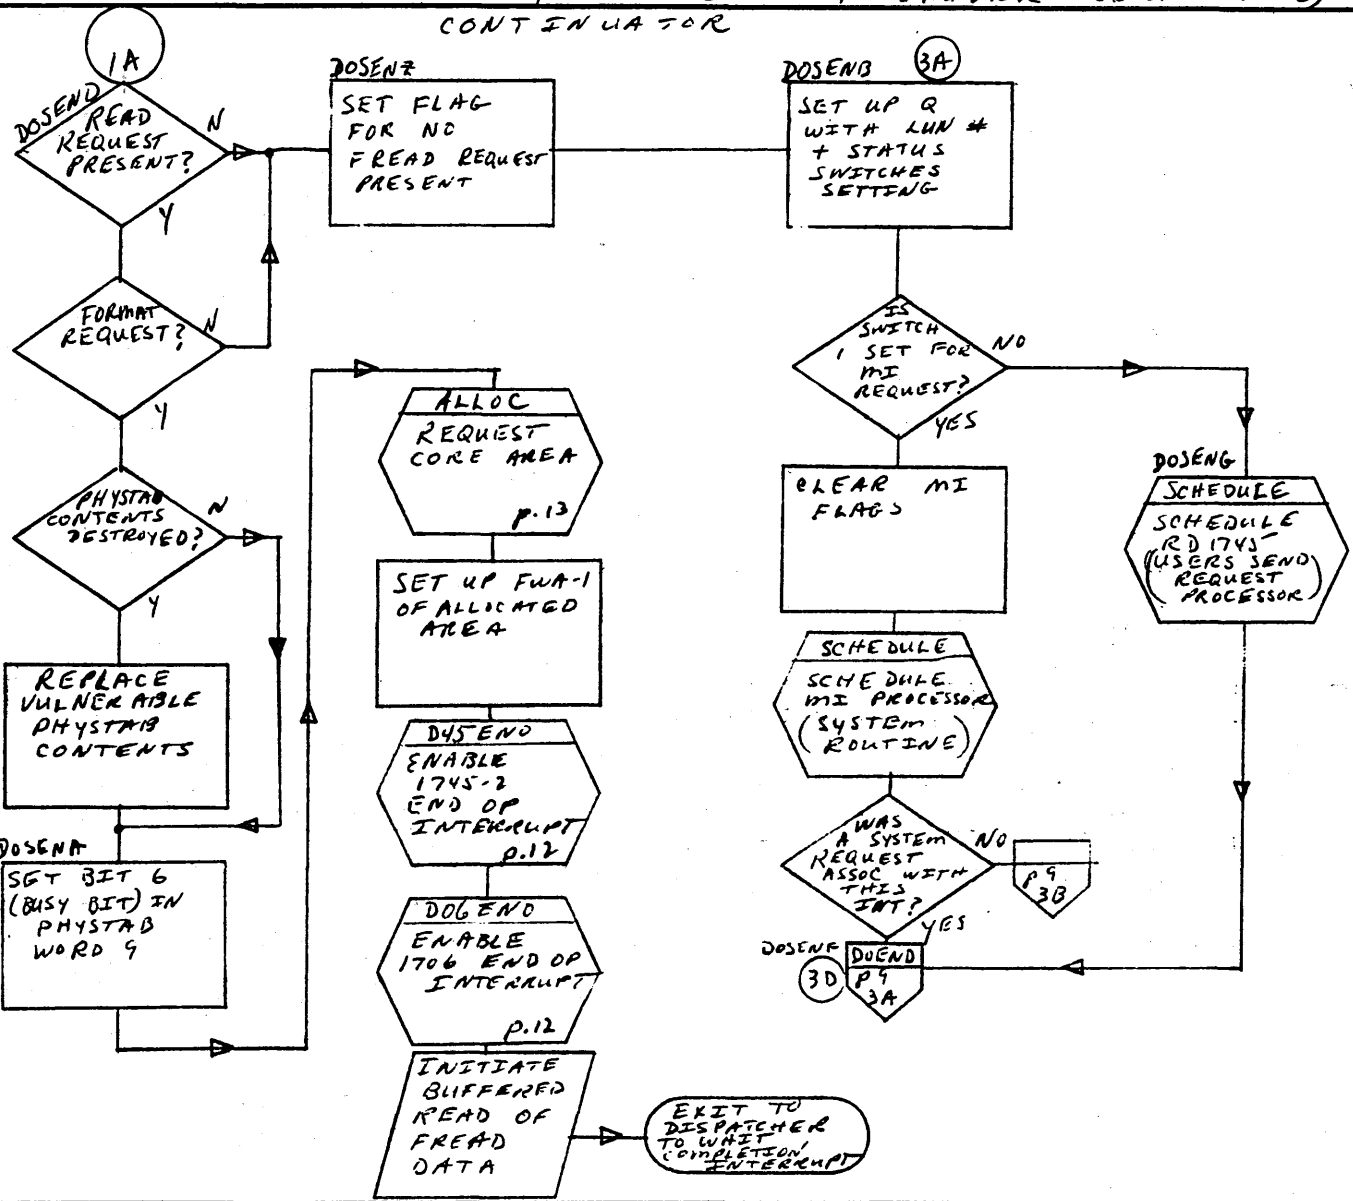 CONTINUATOR
1A
DOSEND
READ
REQUEST
PRESENT?
N
Y
FORMAT
REQUEST?
N
Y
PHYSTAB
CONTENTS
DESTROYED?
N
Y
REPLACE
VULNERABLE
PHYSTAB
CONTENTS
DOSENA
SET BIT 6
(BUSY BIT) IN
PHYSTAB
WORD 9
DOSENZ
SET FLAG
FOR NO
FREAD REQUEST
PRESENT
ALLOC
REQUEST
CORE AREA
p.13
SET UP FWA-1
OF ALLOCATED
AREA
D45END
ENABLE
1745-2
END OP
INTERRUPT
p.12
D06END
ENABLE
1706 END OP
INTERRUPT
p.12
INITIATE
BUFFERED
READ OF
FREAD
DATA
EXIT TO
DISPATCHER
TO WAIT
COMPLETION
INTERRUPT
DOSENB
3A
SET UP Q
WITH LUN #
+ STATUS
SWITCHES
SETTING
IS
SWITCH
1 SET FOR
MI
REQUEST?
NO
YES
CLEAR MI
FLAGS
SCHEDULE
SCHEDULE
MI PROCESSOR
(SYSTEM
ROUTINE)
WAS
A SYSTEM
REQUEST
ASSOC WITH
THIS
INT?
NO
P9
3B
YES
DOSENF
3D
DOEND
P9
3A
DOSENG
SCHEDULE
SCHEDULE
RD1745
(USERS SEND
REQUEST
PROCESSOR)